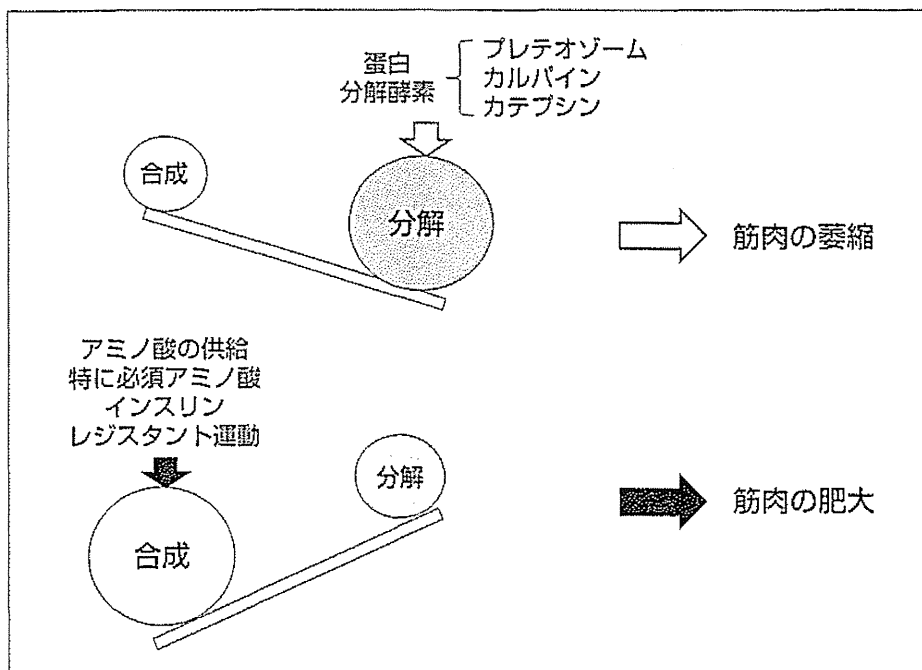 蛋白
分解酵素
プレテオゾーム
カルパイン
カテプシン
合成
分解
筋肉の萎縮
アミノ酸の供給
特に必須アミノ酸
インスリン
レジスタント運動
分解
合成
筋肉の肥大